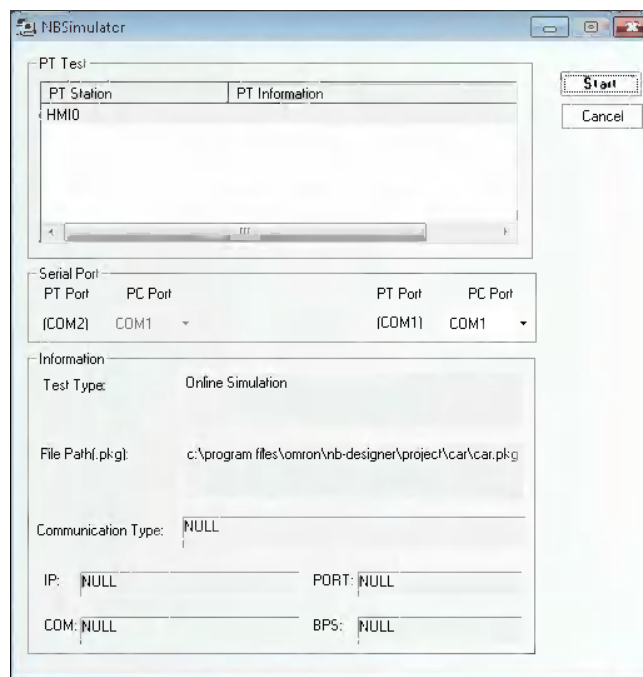 NBSimulator
PT Test
PT Station PT Information
HMI0
Start
Cancel
Serial Port
PT Port PC Port PT Port PC Port
(COM2) COM1 (COM1) COM1
Information
Test Type: Online Simulation
File Path(.pkg): c:\program files\omron\nb-designer\project\car\car.pkg
Communication Type: NULL
IP: NULL PORT: NULL
COM: NULL BPS: NULL